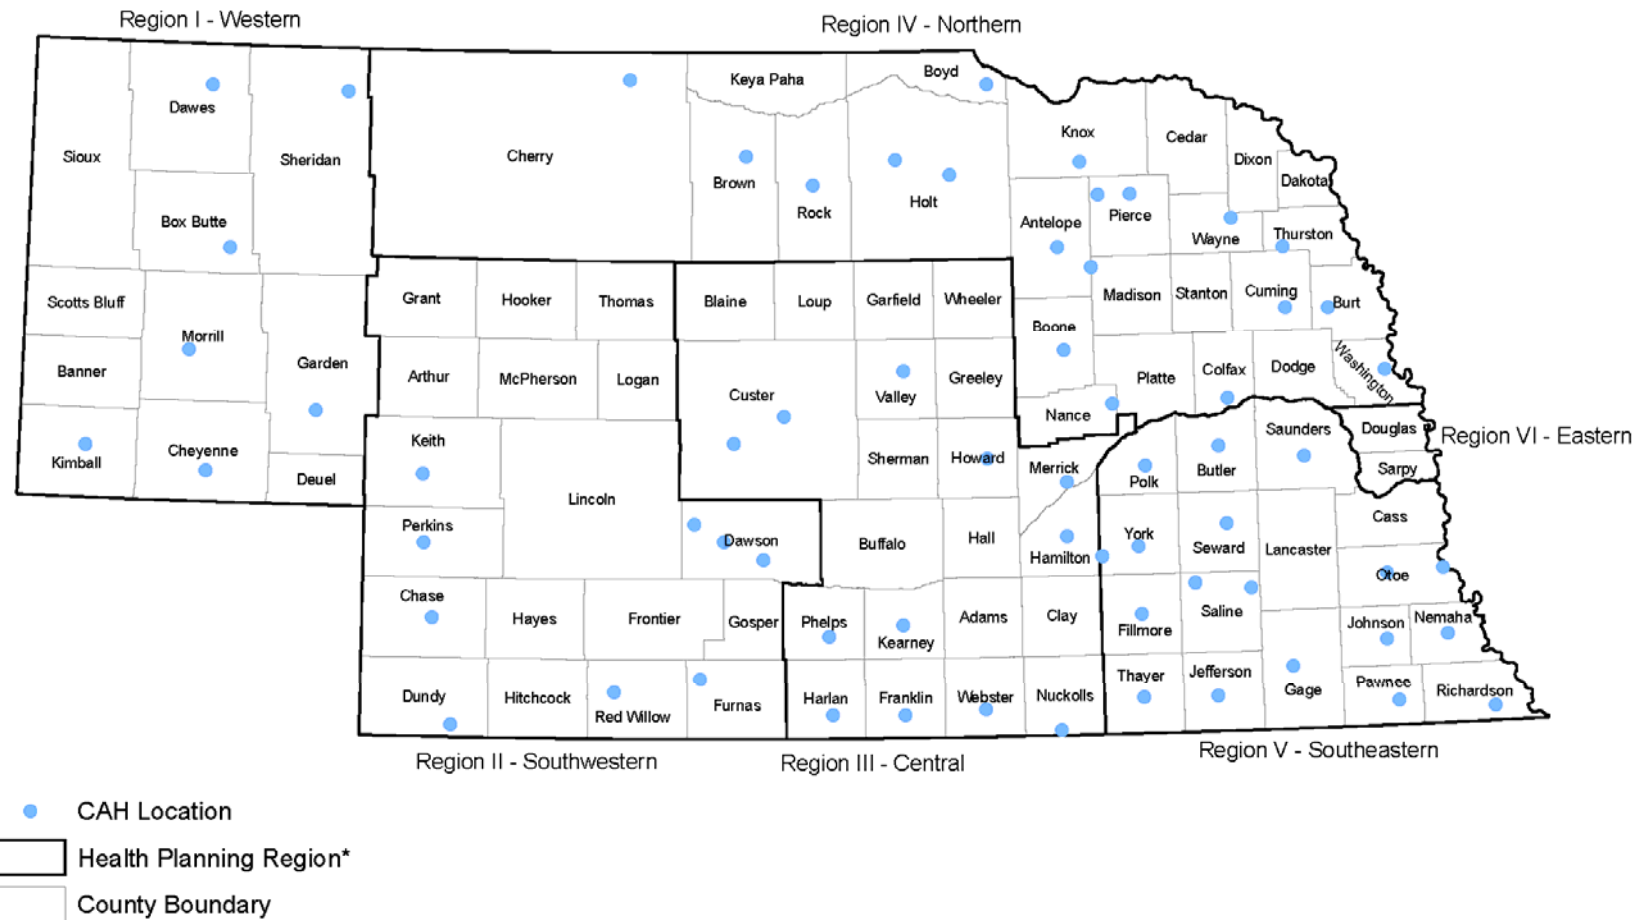 Region I - Western
Region IV - Northern
Boyd
Keya Paha
Dawes
Knox
Cedar
Sioux
Sheridan
Cherry
Dixon
Brown
Dakota
Holt
Rock
Pierce
Box Butte
Antelope
Wayne
Thurston
Scotts Bluff
Grant
Hooker
Thomas
Blaine
Loup
Garfield
Wheeler
Madison
Stanton
Cuming
Burt
Morrill
Boone
Garden
Banner
Arthur
McPherson
Logan
Custer
Valley
Greeley
Platte
Colfax
Dodge
Washington
Nance
Keith
Saunders
Douglas
Region VI - Eastern
Kimball
Cheyenne
Sherman
Howard
Merrick
Polk
Butler
Sarpy
Deuel
Lincoln
Perkins
Dawson
Buffalo
Hall
Hamilton
York
Seward
Lancaster
Cass
Otoe
Chase
Hayes
Frontier
Gosper
Phelps
Kearney
Adams
Clay
Fillmore
Saline
Johnson
Nemaha
Dundy
Hitchcock
Red Willow
Furnas
Harlan
Franklin
Webster
Nuckolls
Thayer
Jefferson
Gage
Pawnee
Richardson
Region II - Southwestern
Region III - Central
Region V - Southeastern
CAH Location
Health Planning Region*
County Boundary